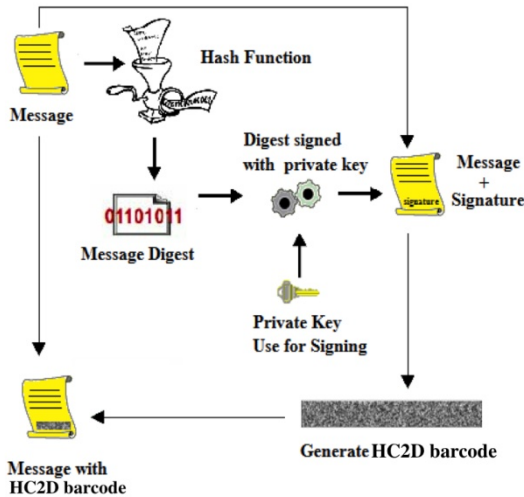 Hash Function
Message
Digest signed
with private key
Message
+
Signature
signature
01101011
Message Digest
Private Key
Use for Signing
Generate HC2D barcode
Message with
HC2D barcode